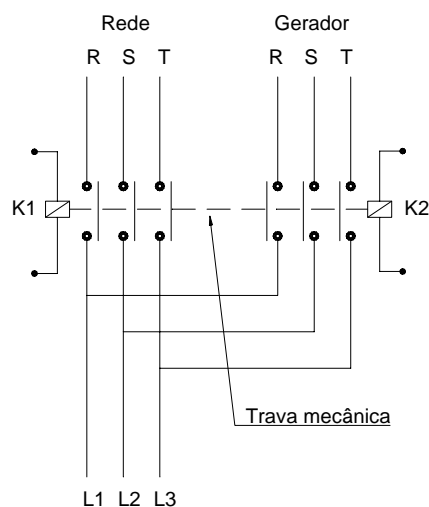 Rede Gerador
R S T R S T
K1 K2
Trava mecânica
L1 L2 L3